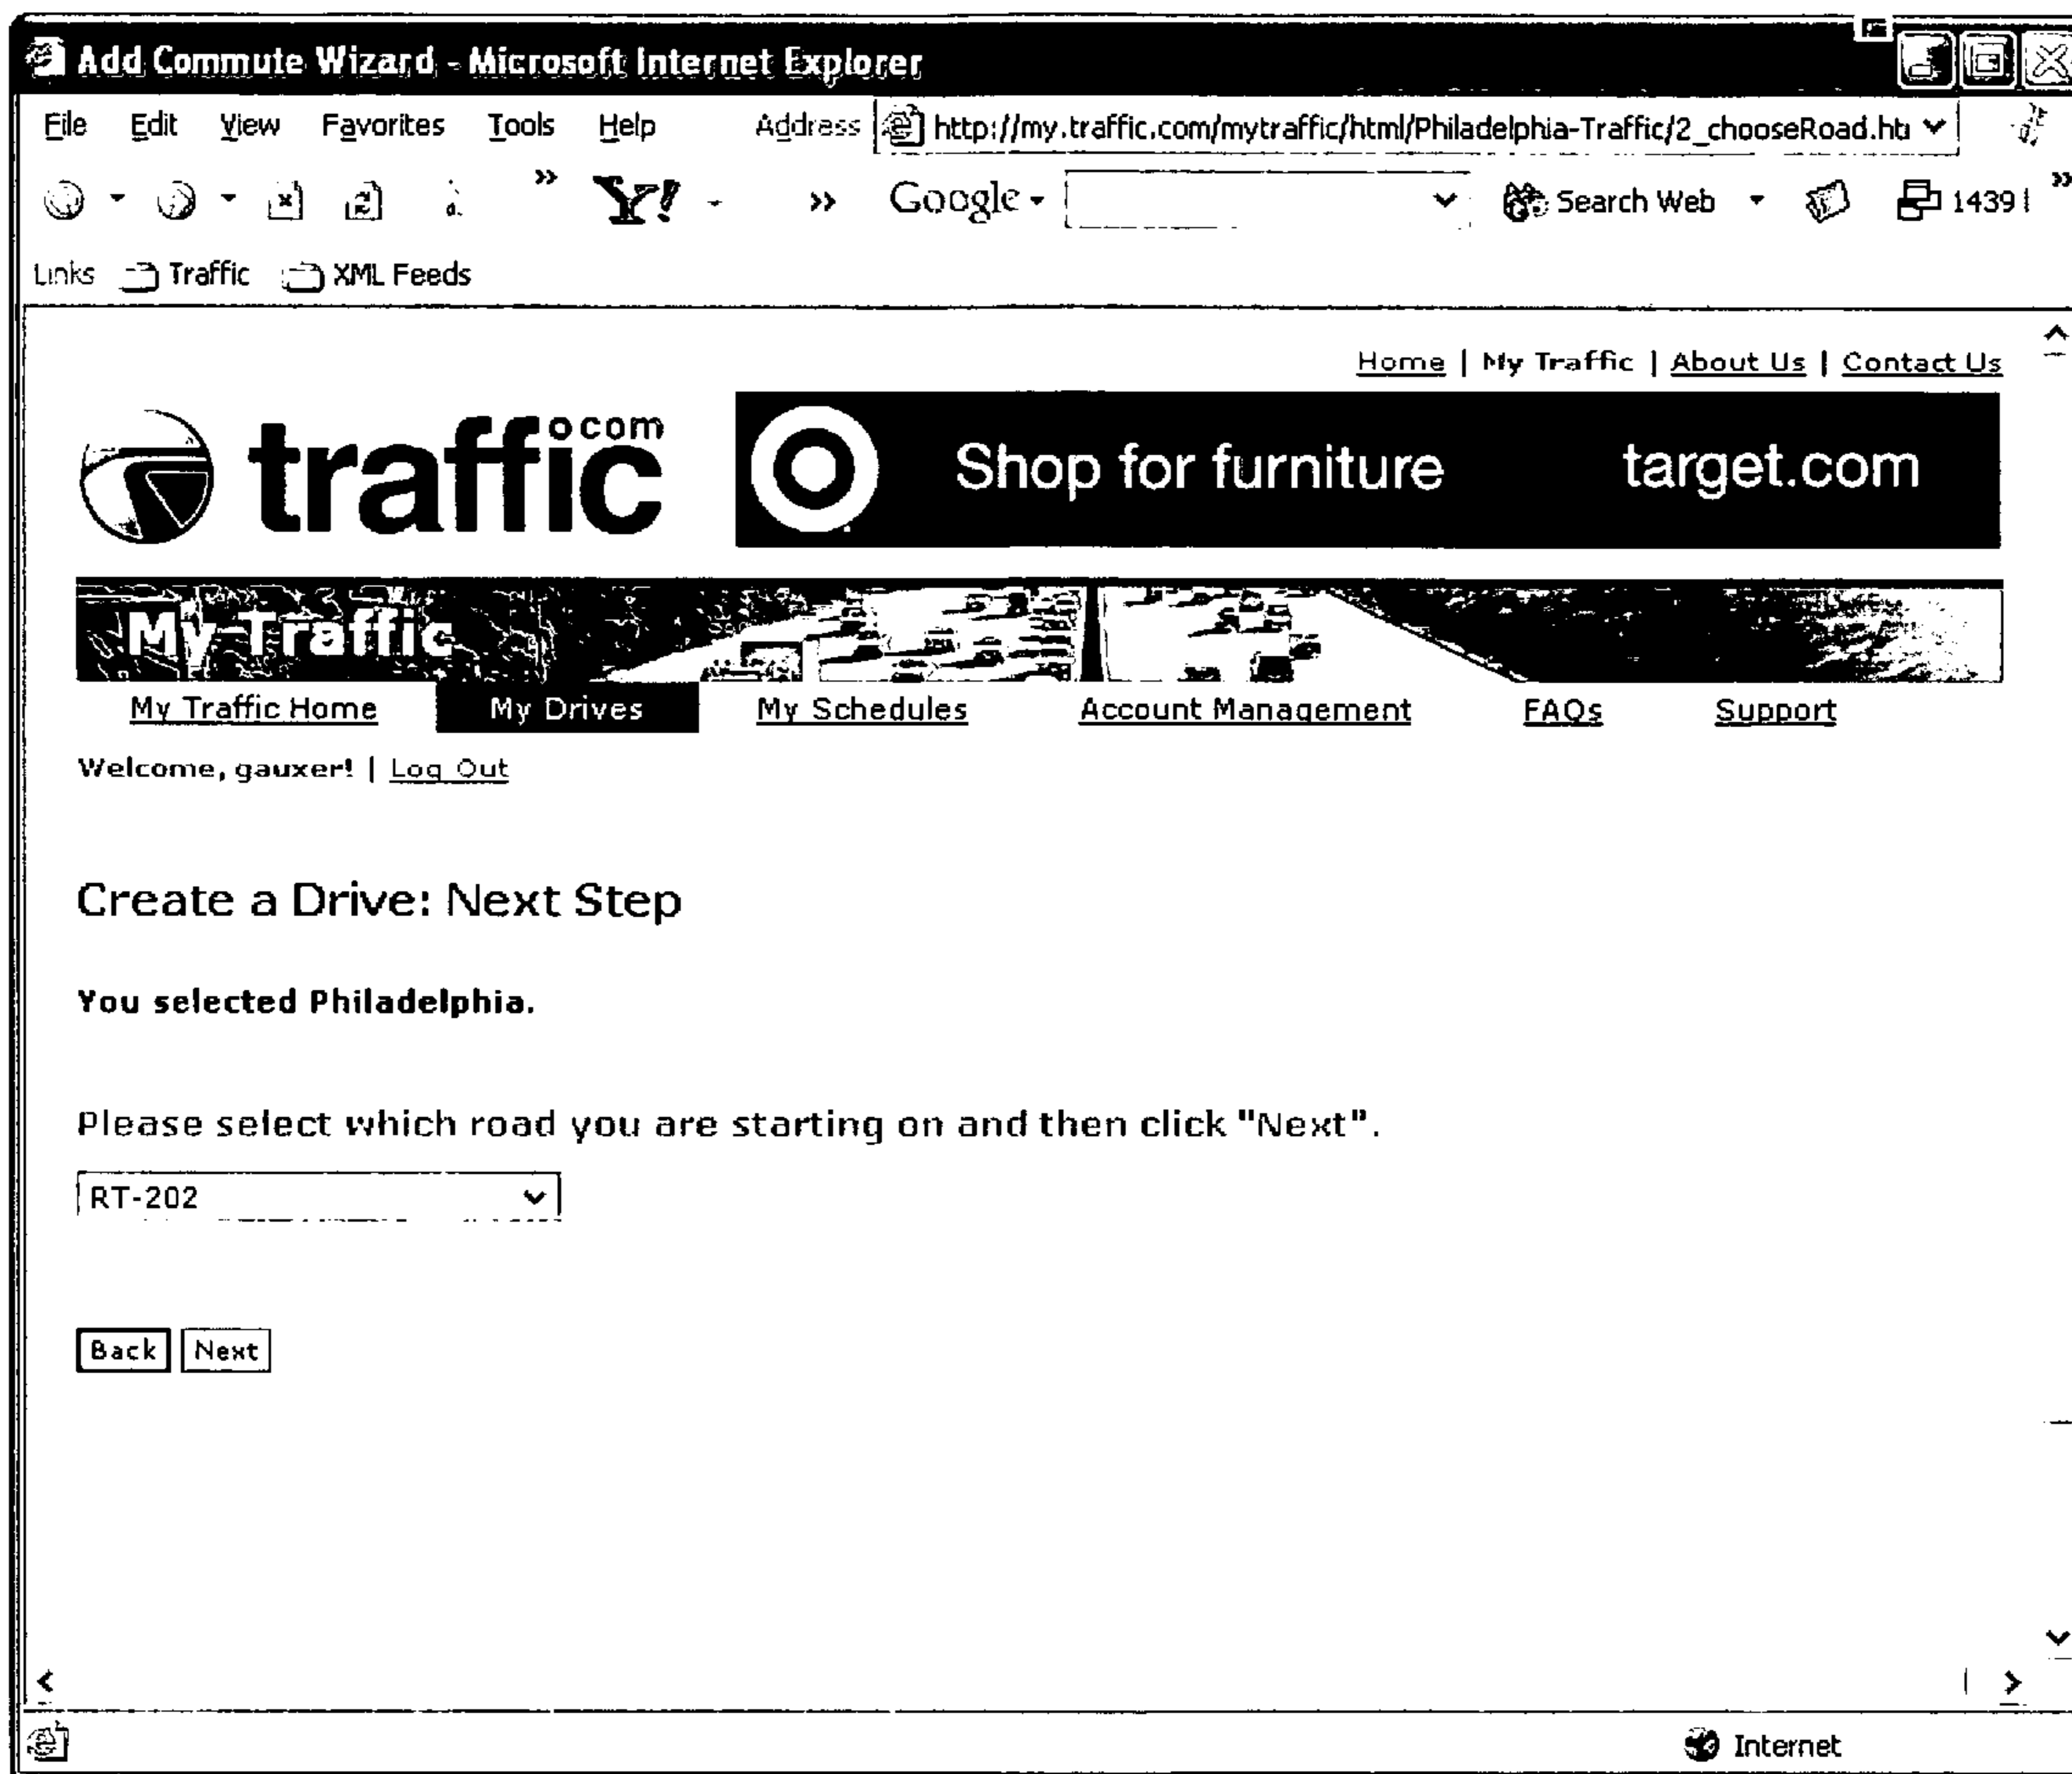 Add Commute Wizard - Microsoft Internet Explorer
File Edit View Favorites Tools Help Address http://my.traffic.com/mytraffic/html/Philadelphia-Traffic/2_chooseRoad.ht
Y! Google Search Web 1439
Links Traffic XML Feeds
Home | My Traffic | About Us | Contact Us
traffic.com
Shop for furniture target.com
My Traffic
My Traffic Home My Drives My Schedules Account Management FAQs Support
Welcome, gauxer! | Log Out
Create a Drive: Next Step
You selected Philadelphia.
Please select which road you are starting on and then click "Next".
RT-202
Back Next
Internet